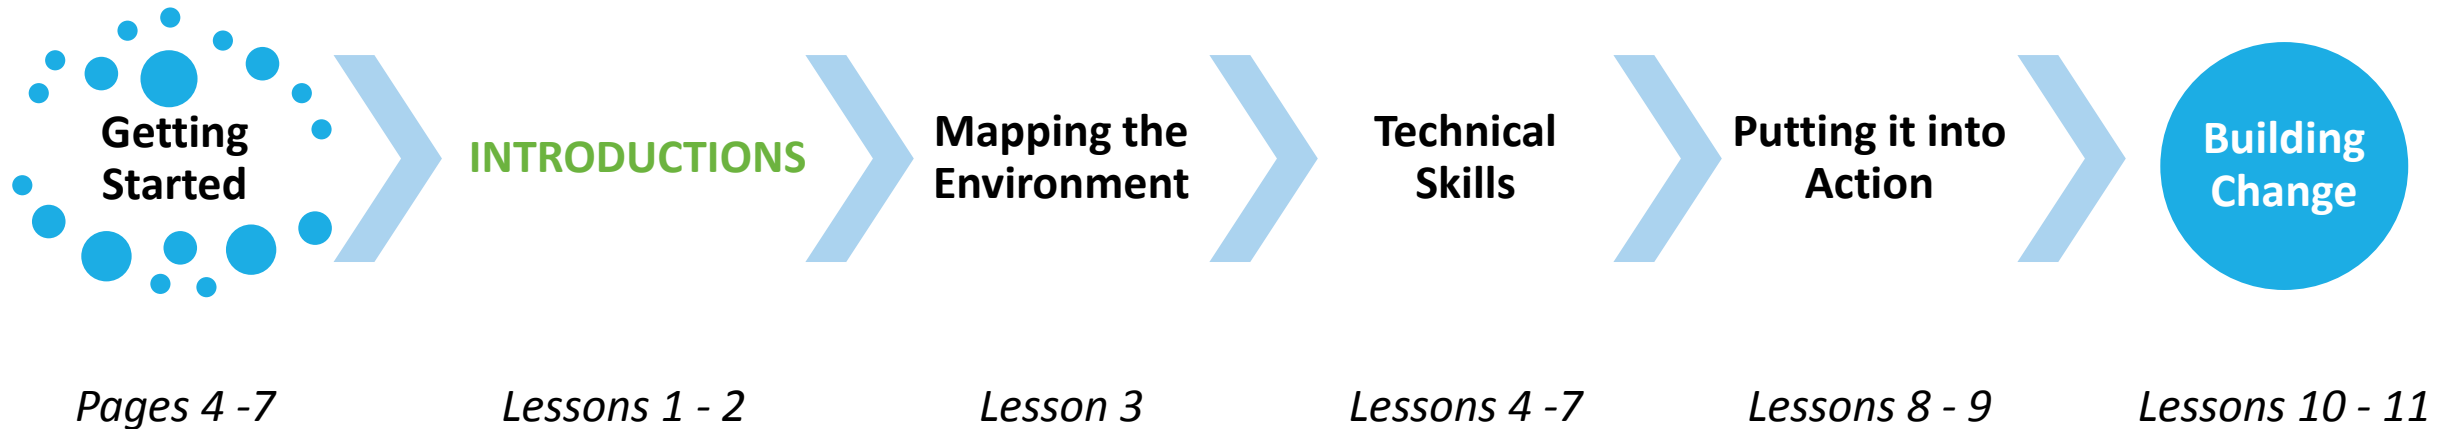 Getting
Started
INTRODUCTIONS
Mapping the
Environment
Technical
Skills
Putting it into
Action
Building
Change
Pages 4 -7
Lessons 1 - 2
Lesson 3
Lessons 4 -7
Lessons 8 - 9
Lessons 10 - 11